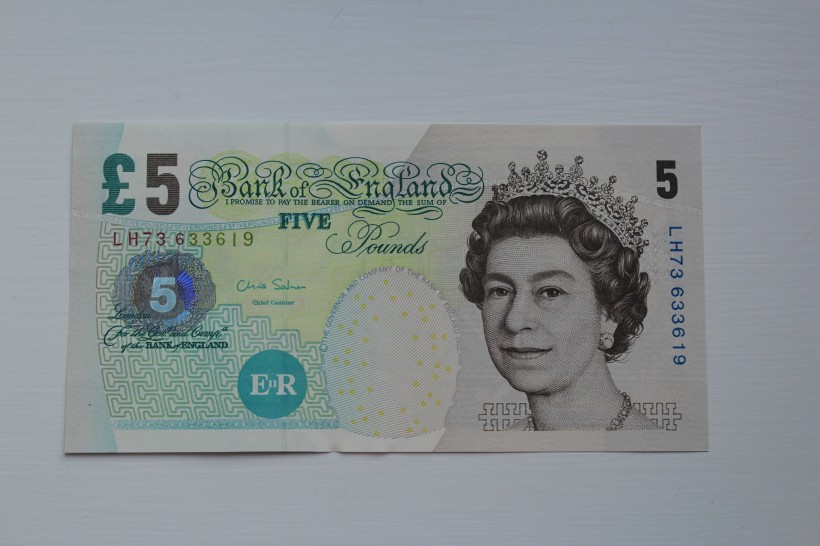 £5
Bank of England
5
I PROMISE TO PAY THE BEARER ON DEMAND THE SUM OF
FIVE
Pounds
LH73 633619
LH73 633619
5
Chris Salmon
Chief Cashier
London
For the Govr and Compa
of the BANK of ENGLAND
THE GOVERNOR AND COMPANY OF THE BANK OF ENGLAND
EIIR